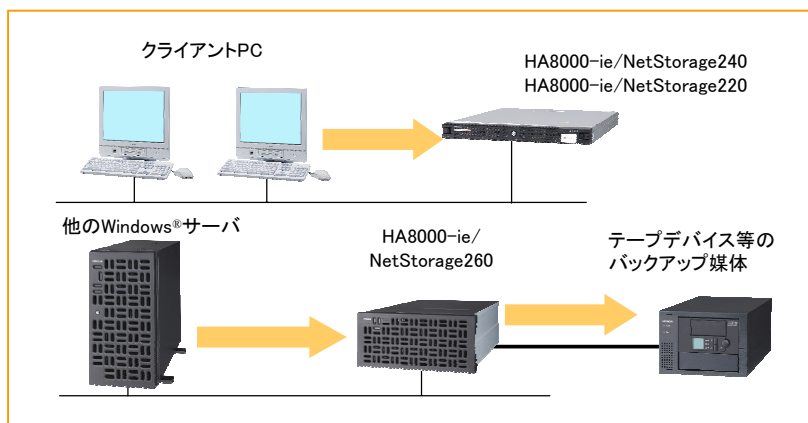 クライアントPC
HA8000-ie/NetStorage240
HA8000-ie/NetStorage220
他のWindows®サーバ
HA8000-ie/
NetStorage260
テープデバイス等の
バックアップ媒体